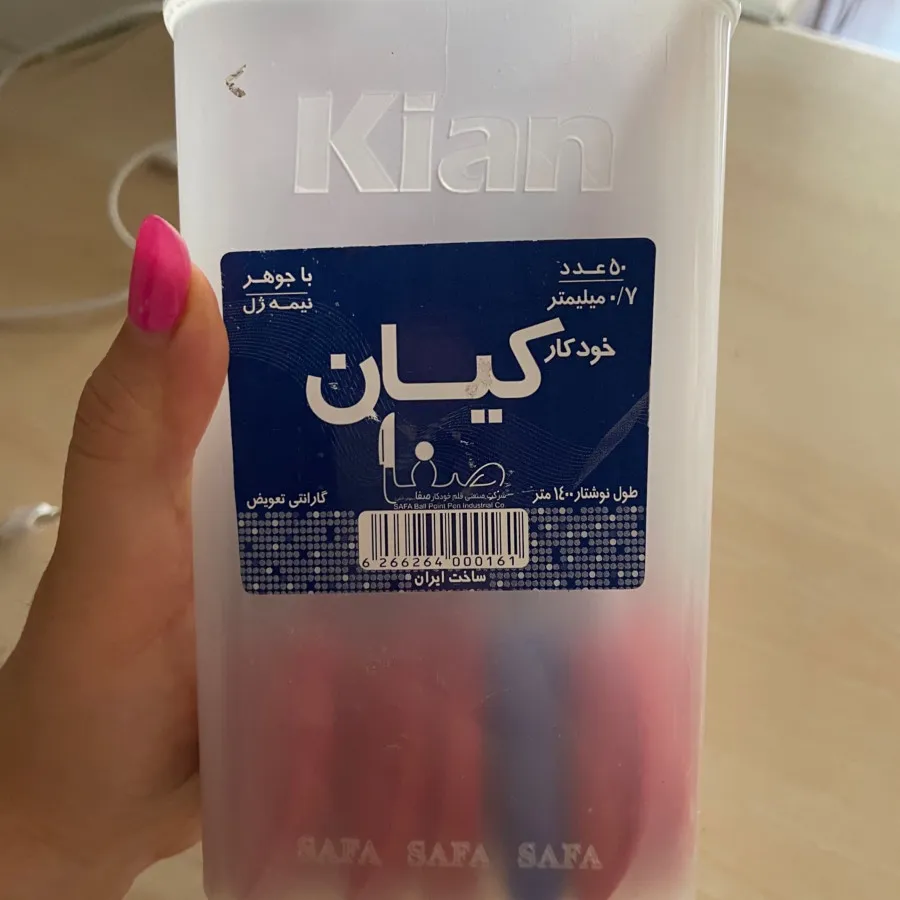 Kian
۵۰ عدد
۰/۷ میلیمتر
با جوهر
نیمه ژل
خودکار
کیان
صفا
شرکت صنعتی قلم خودکار صفا
SAFA Ball Point Pen Industrial Co
طول نوشتار ۱۴۰۰ متر
گارانتی تعویض
6 266264 000161
ساخت ایران
SAFA SAFA SAFA